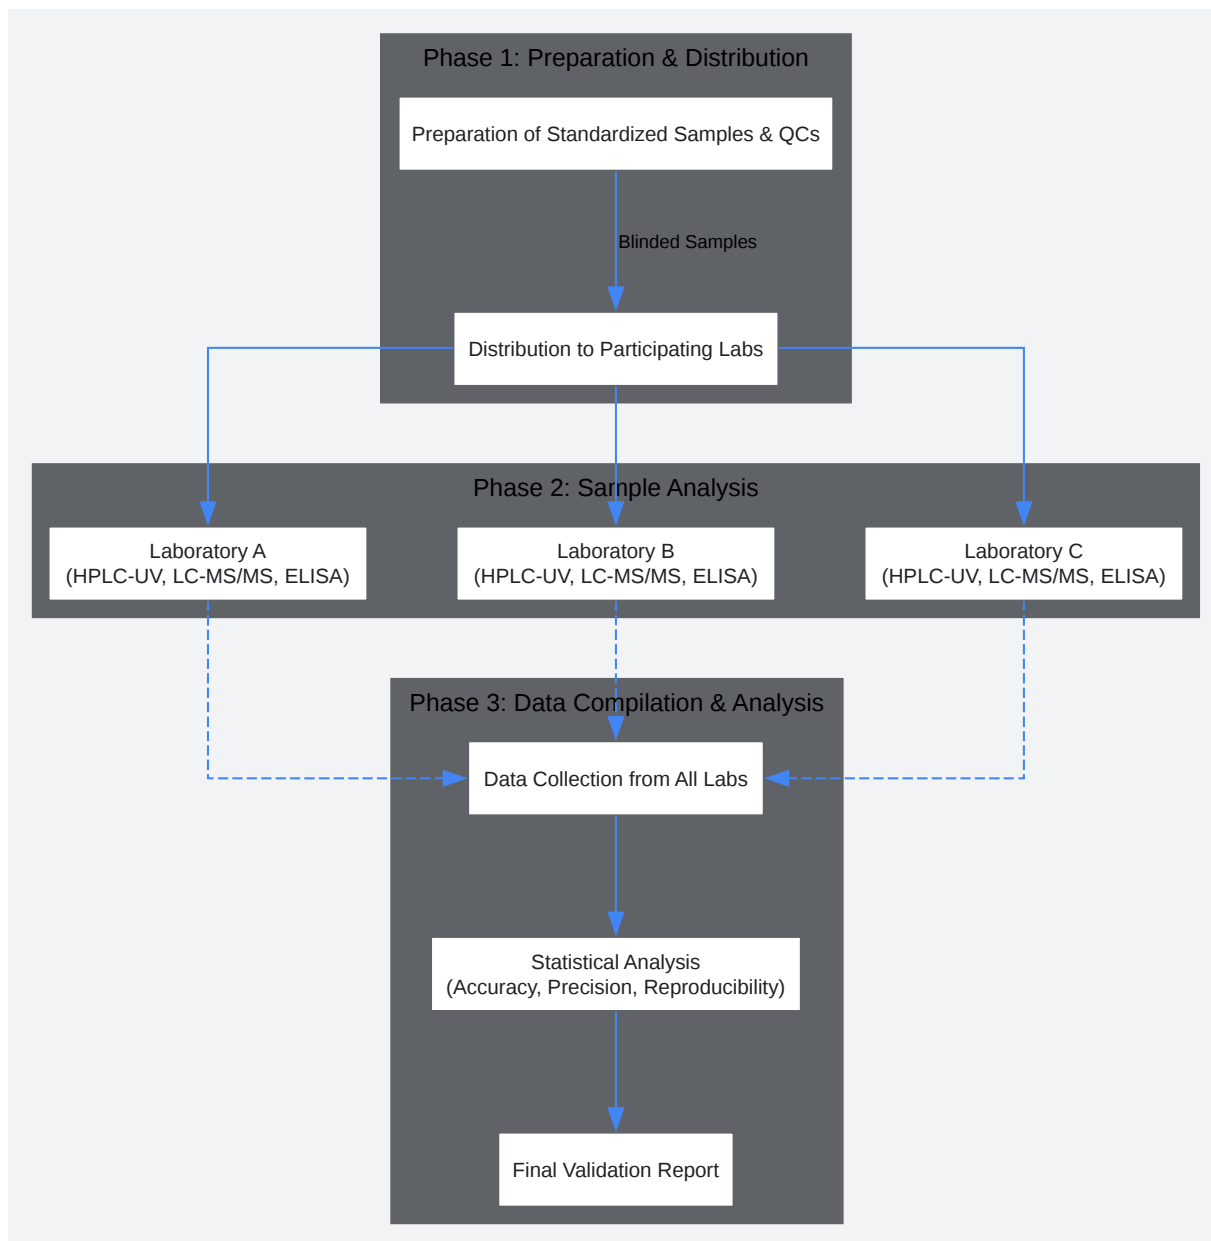 Phase 1: Preparation & Distribution
Preparation of Standardized Samples & QCs
Blinded Samples
Distribution to Participating Labs
Phase 2: Sample Analysis
Laboratory A
(HPLC-UV, LC-MS/MS, ELISA)
Laboratory B
(HPLC-UV, LC-MS/MS, ELISA)
Laboratory C
(HPLC-UV, LC-MS/MS, ELISA)
Phase 3: Data Compilation & Analysis
Data Collection from All Labs
Statistical Analysis
(Accuracy, Precision, Reproducibility)
Final Validation Report